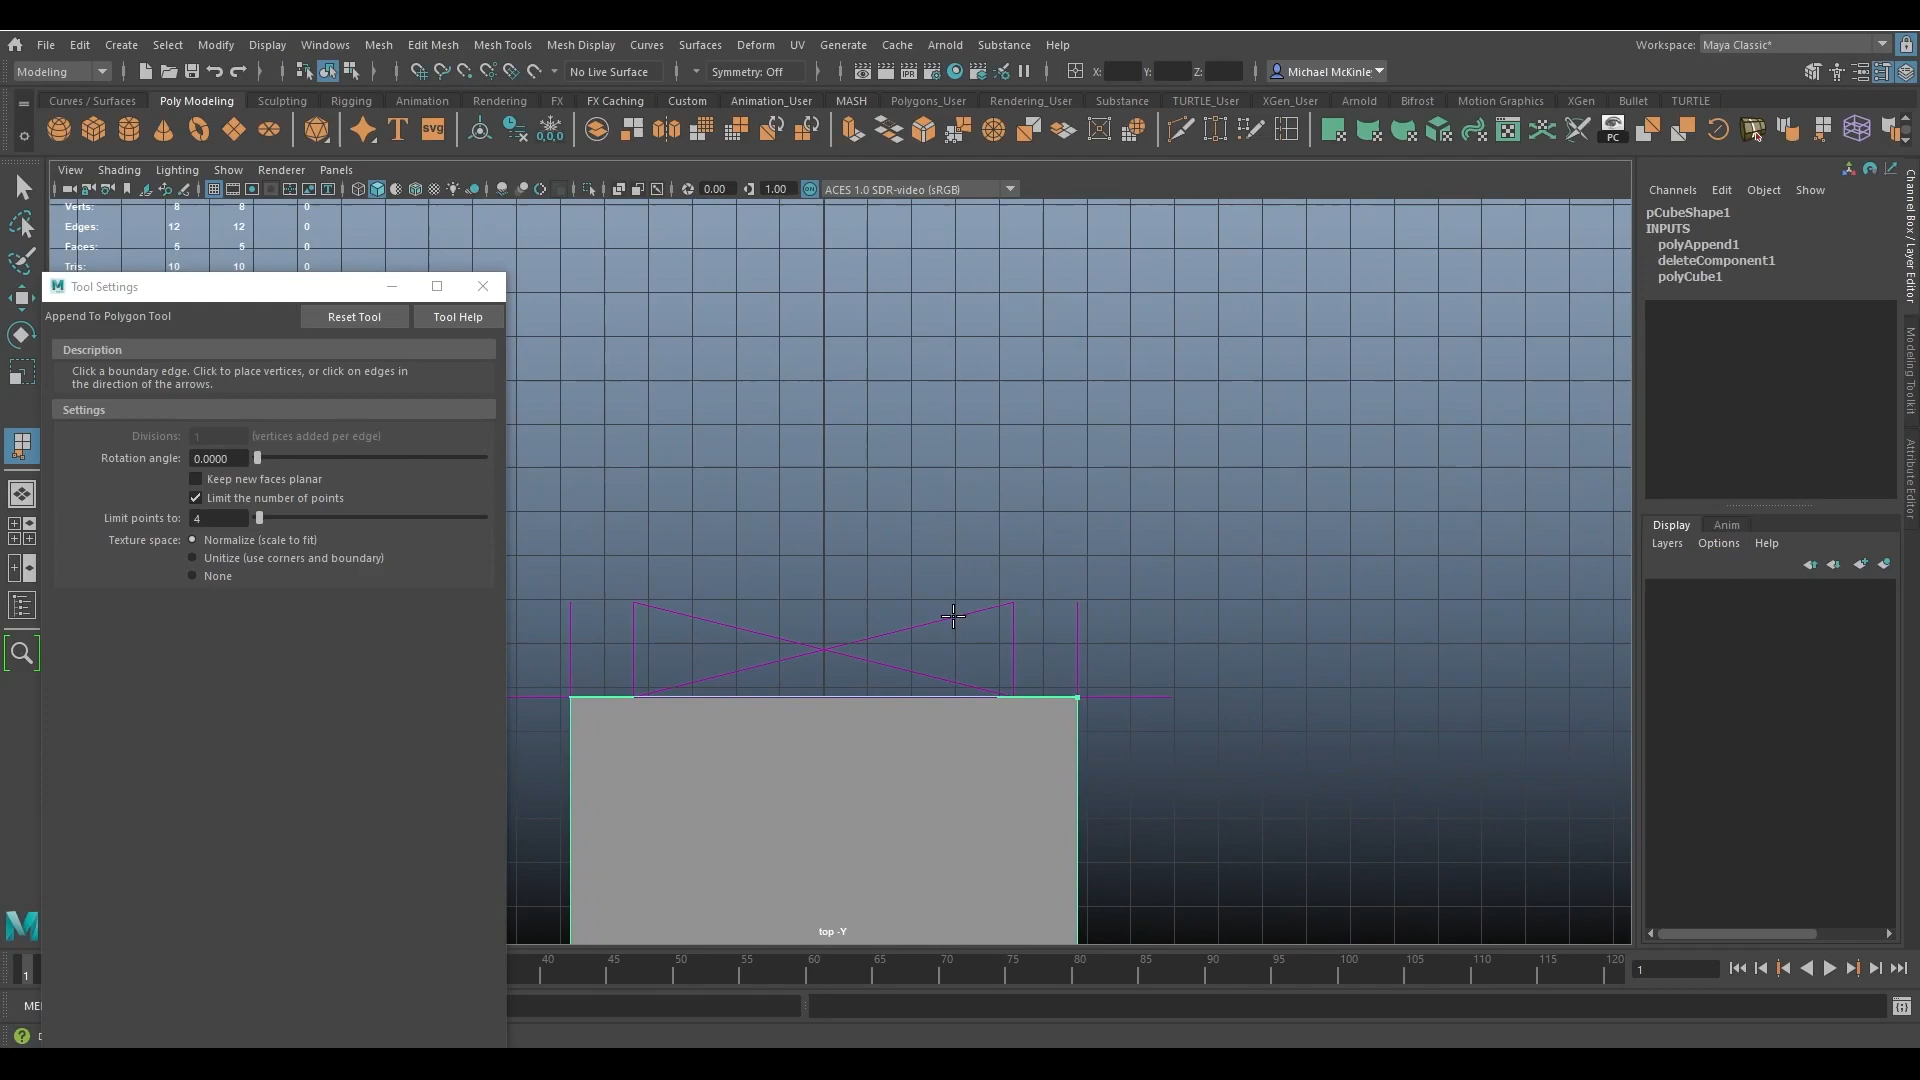 File Edit Create Select Modify Display Windows Mesh Edit Mesh Mesh Tools Mesh Display Curves Surfaces Deform UV Generate Cache Arnold Substance Help Workspace: Maya Classic*
Modeling No Live Surface Symmetry: Off IPR X: Y: Z: Michael McKinle
Curves / Surfaces Poly Modeling Sculpting Rigging Animation Rendering FX FX Caching Custom Animation_User MASH Polygons_User Rendering_User Substance TURTLE_User XGen_User Arnold Bifrost Motion Graphics XGen Bullet TURTLE
T SVG 0,0,0 PC
View Shading Lighting Show Renderer Panels
0.00 1.00 ACES 1.0 SDR-video (sRGB)
Channels Edit Object Show
Verts: 8 8 0
Edges: 12 12 0
Faces: 5 5 0
Tris: 10 10 0
pCubeShape1
INPUTS
polyAppend1
deleteComponent1
polyCube1
Channel Box / Layer Editor
Modeling Toolkit
Attribute Editor
Tool Settings
Append To Polygon Tool Reset Tool Tool Help
Description
Click a boundary edge. Click to place vertices, or click on edges in
the direction of the arrows.
Settings
Divisions: 1 (vertices added per edge)
Rotation angle: 0.0000
Keep new faces planar
Limit the number of points
Limit points to: 4
Texture space: Normalize (scale to fit)
Unitize (use corners and boundary)
None
Display Anim
Layers Options Help
top -Y
1 40 45 50 55 60 65 70 75 80 85 90 95 100 105 110 115 120 1